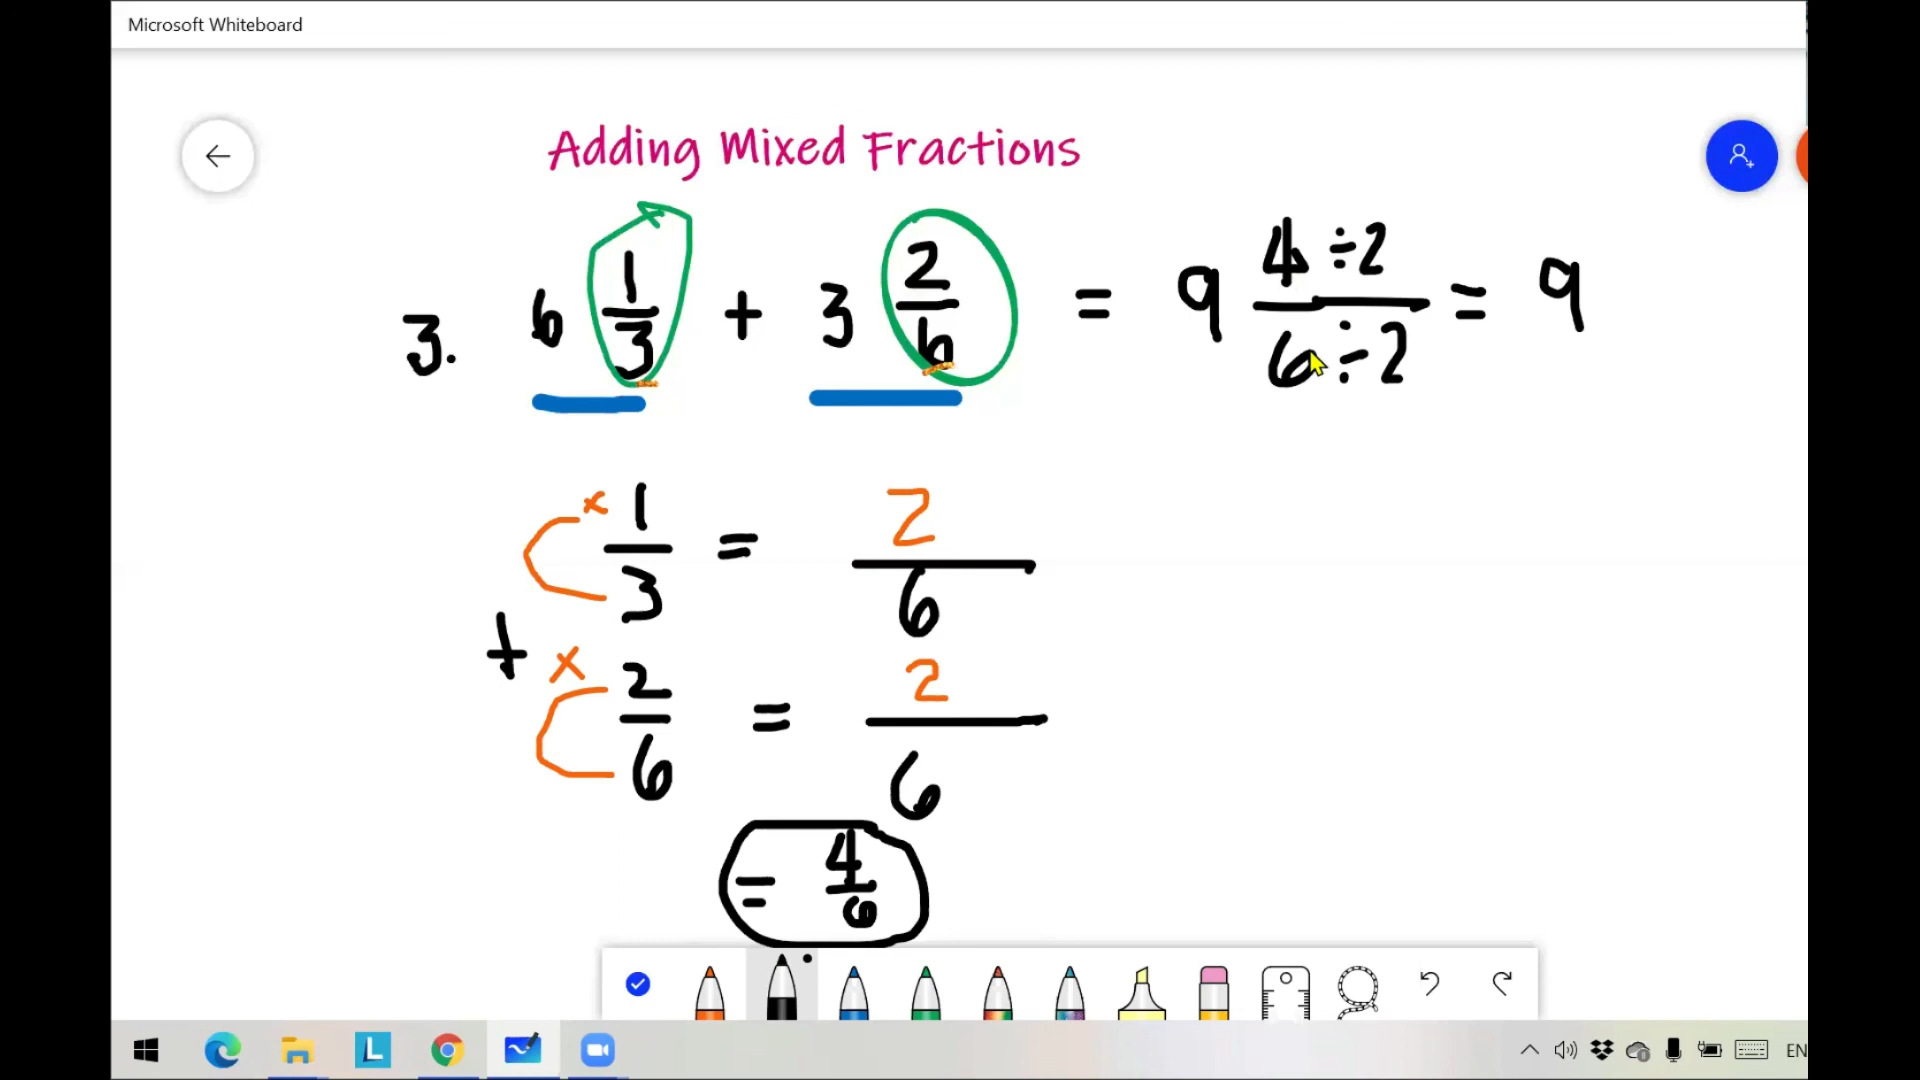 Microsoft Whiteboard
Adding Mixed Fractions
3. 6 1/3 + 3 2/6 = 9 4÷2/6÷2 = 9
× 1/3 = 2/6
+ × 2/6 = 2/6
= 4/6
L
EN